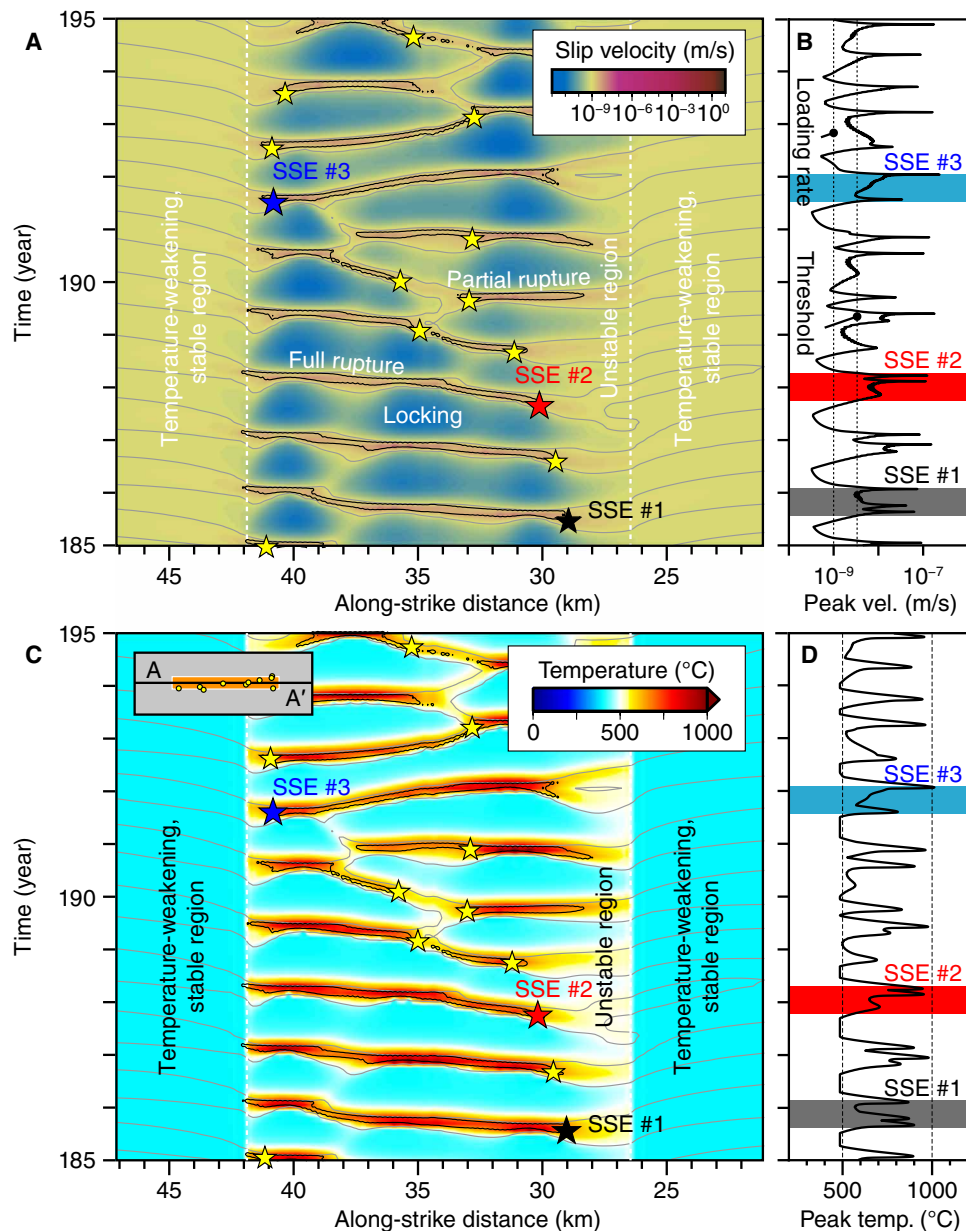 A
195
190
185
Time (year)
Slip velocity (m/s)
10⁻⁹ 10⁻⁶ 10⁻³ 10⁰
SSE #3
Partial rupture
Full rupture
SSE #2
Locking
SSE #1
Temperature-weakening,
stable region
Unstable region
Temperature-weakening,
stable region
45 40 35 30 25
Along-strike distance (km)
B
Loading rate
Threshold
SSE #3
SSE #2
SSE #1
10⁻⁹ 10⁻⁷
Peak vel. (m/s)
C
195
190
185
Time (year)
A
A′
Temperature (°C)
0 500 1000
SSE #3
SSE #2
SSE #1
Temperature-weakening,
stable region
Unstable region
Temperature-weakening,
stable region
45 40 35 30 25
Along-strike distance (km)
D
SSE #3
SSE #2
SSE #1
500 1000
Peak temp. (°C)